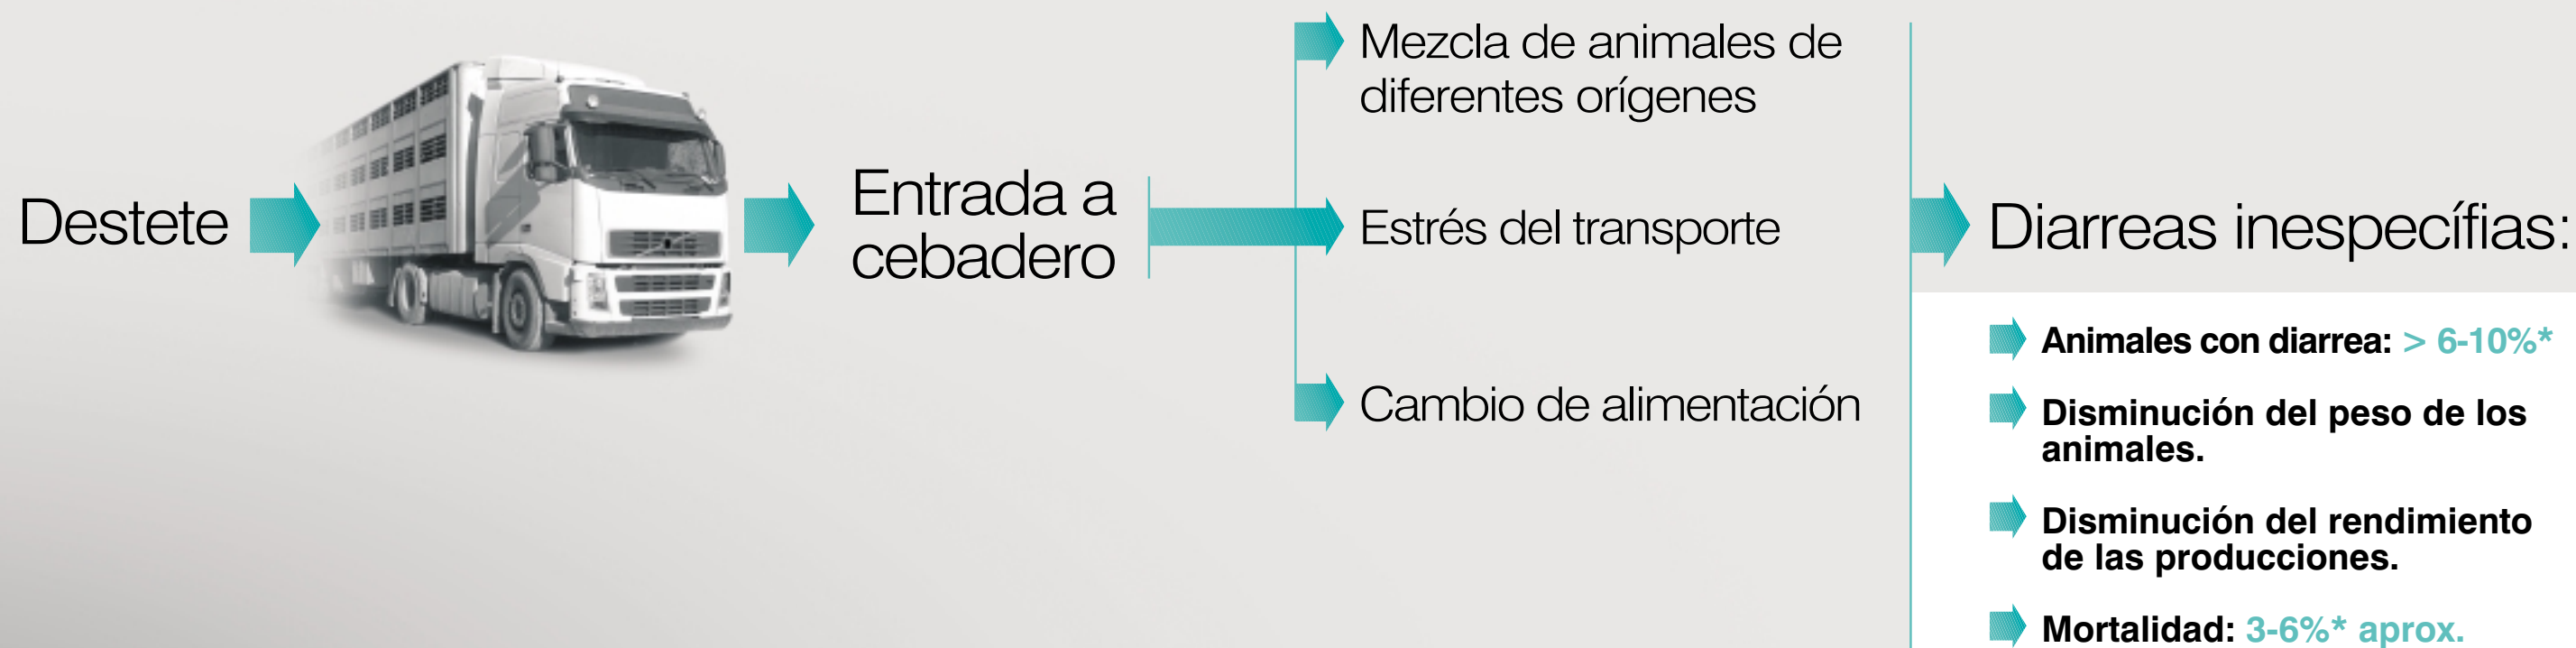 Destete
Entrada a
cebadero
Mezcla de animales de
diferentes orígenes
Estrés del transporte
Cambio de alimentación
Diarreas inespecífias:
Animales con diarrea: > 6-10%*
Disminución del peso de los
animales.
Disminución del rendimiento
de las producciones.
Mortalidad: 3-6%* aprox.